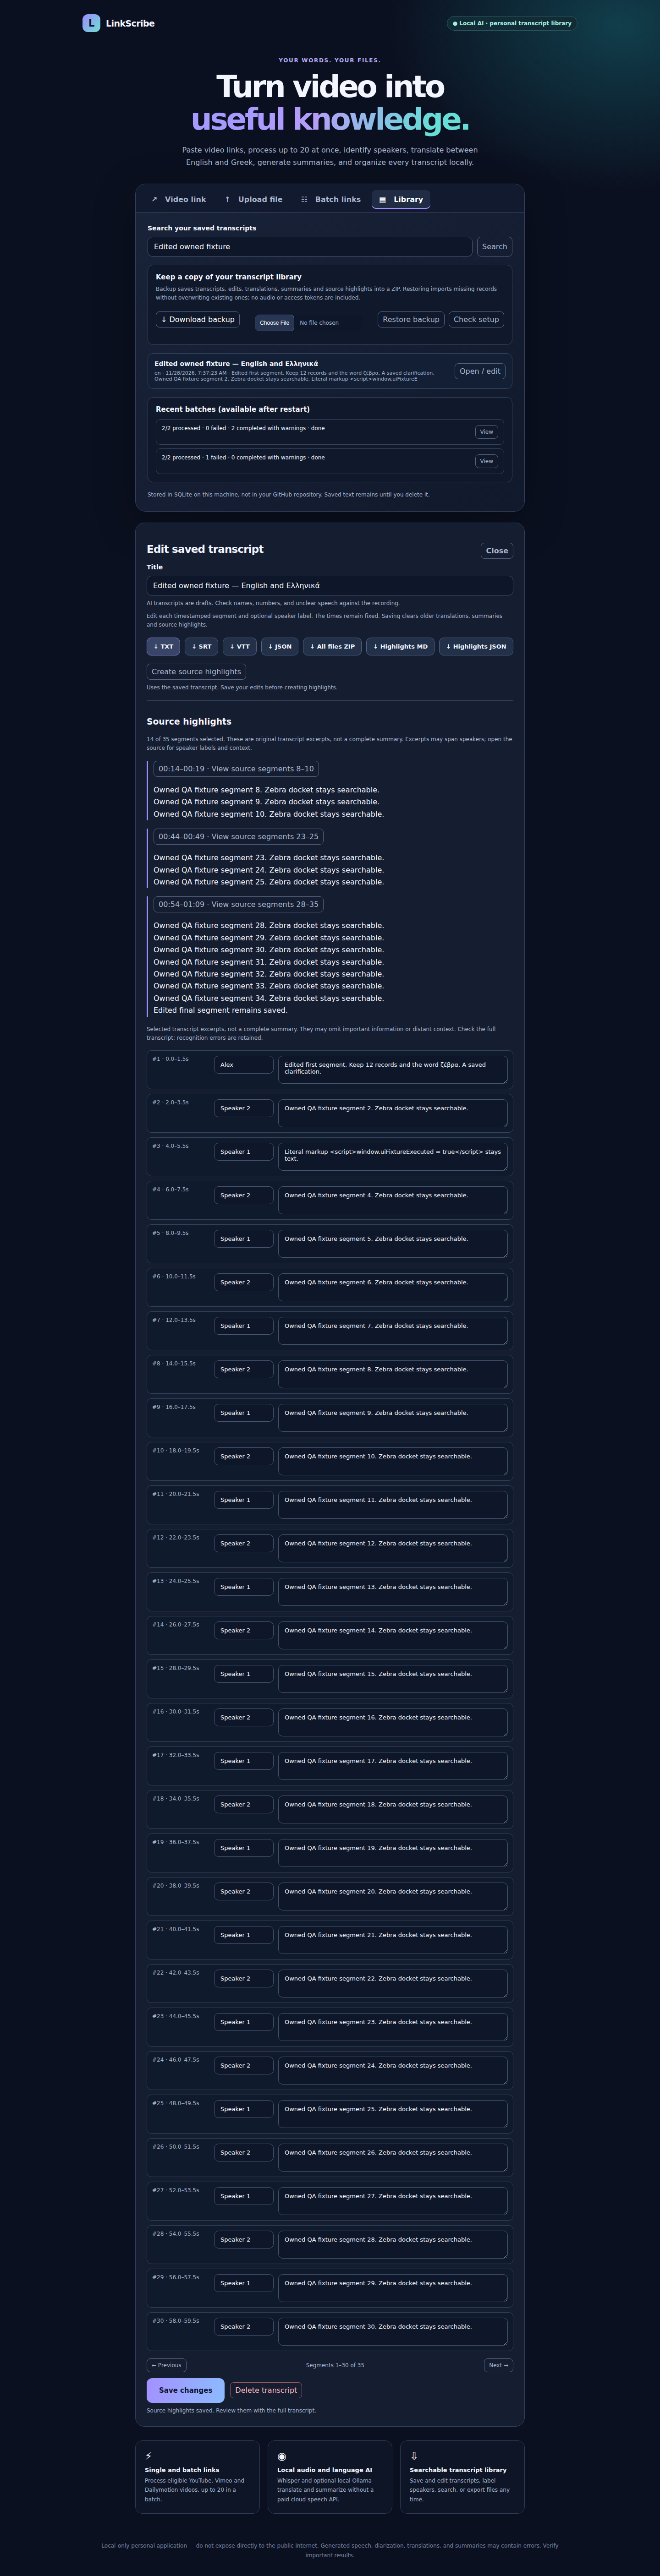 L LinkScribe
● Local AI · personal transcript library
YOUR WORDS. YOUR FILES.
Turn video into
useful knowledge.
Paste video links, process up to 20 at once, identify speakers, translate between
English and Greek, generate summaries, and organize every transcript locally.
↗ Video link
↑ Upload file
☷ Batch links
▤ Library
Search your saved transcripts
Edited owned fixture
Search
Keep a copy of your transcript library
Backup saves transcripts, edits, translations, summaries and source highlights into a ZIP. Restoring imports missing records
without overwriting existing ones; no audio or access tokens are included.
↓ Download backup
Choose File No file chosen
Restore backup
Check setup
Edited owned fixture — English and Ελληνικά
en · 11/28/2026, 7:37:23 AM · Edited first segment. Keep 12 records and the word ζέβρα. A saved clarification.
Owned QA fixture segment 2. Zebra docket stays searchable. Literal markup <script>window.uiFixtureE
Open / edit
Recent batches (available after restart)
2/2 processed · 0 failed · 2 completed with warnings · done
View
2/2 processed · 1 failed · 0 completed with warnings · done
View
Stored in SQLite on this machine, not in your GitHub repository. Saved text remains until you delete it.
Edit saved transcript
Close
Title
Edited owned fixture — English and Ελληνικά
AI transcripts are drafts. Check names, numbers, and unclear speech against the recording.
Edit each timestamped segment and optional speaker label. The times remain fixed. Saving clears older translations, summaries
and source highlights.
↓ TXT
↓ SRT
↓ VTT
↓ JSON
↓ All files ZIP
↓ Highlights MD
↓ Highlights JSON
Create source highlights
Uses the saved transcript. Save your edits before creating highlights.
Source highlights
14 of 35 segments selected. These are original transcript excerpts, not a complete summary. Excerpts may span speakers; open the
source for speaker labels and context.
00:14–00:19 · View source segments 8–10
Owned QA fixture segment 8. Zebra docket stays searchable.
Owned QA fixture segment 9. Zebra docket stays searchable.
Owned QA fixture segment 10. Zebra docket stays searchable.
00:44–00:49 · View source segments 23–25
Owned QA fixture segment 23. Zebra docket stays searchable.
Owned QA fixture segment 24. Zebra docket stays searchable.
Owned QA fixture segment 25. Zebra docket stays searchable.
00:54–01:09 · View source segments 28–35
Owned QA fixture segment 28. Zebra docket stays searchable.
Owned QA fixture segment 29. Zebra docket stays searchable.
Owned QA fixture segment 30. Zebra docket stays searchable.
Owned QA fixture segment 31. Zebra docket stays searchable.
Owned QA fixture segment 32. Zebra docket stays searchable.
Owned QA fixture segment 33. Zebra docket stays searchable.
Owned QA fixture segment 34. Zebra docket stays searchable.
Edited final segment remains saved.
Selected transcript excerpts, not a complete summary. They may omit important information or distant context. Check the full
transcript; recognition errors are retained.
#1 · 0.0–1.5s Alex Edited first segment. Keep 12 records and the word ζέβρα. A saved
clarification.
#2 · 2.0–3.5s Speaker 2 Owned QA fixture segment 2. Zebra docket stays searchable.
#3 · 4.0–5.5s Speaker 1 Literal markup <script>window.uiFixtureExecuted = true</script> stays
text.
#4 · 6.0–7.5s Speaker 2 Owned QA fixture segment 4. Zebra docket stays searchable.
#5 · 8.0–9.5s Speaker 1 Owned QA fixture segment 5. Zebra docket stays searchable.
#6 · 10.0–11.5s Speaker 2 Owned QA fixture segment 6. Zebra docket stays searchable.
#7 · 12.0–13.5s Speaker 1 Owned QA fixture segment 7. Zebra docket stays searchable.
#8 · 14.0–15.5s Speaker 2 Owned QA fixture segment 8. Zebra docket stays searchable.
#9 · 16.0–17.5s Speaker 1 Owned QA fixture segment 9. Zebra docket stays searchable.
#10 · 18.0–19.5s Speaker 2 Owned QA fixture segment 10. Zebra docket stays searchable.
#11 · 20.0–21.5s Speaker 1 Owned QA fixture segment 11. Zebra docket stays searchable.
#12 · 22.0–23.5s Speaker 2 Owned QA fixture segment 12. Zebra docket stays searchable.
#13 · 24.0–25.5s Speaker 1 Owned QA fixture segment 13. Zebra docket stays searchable.
#14 · 26.0–27.5s Speaker 2 Owned QA fixture segment 14. Zebra docket stays searchable.
#15 · 28.0–29.5s Speaker 1 Owned QA fixture segment 15. Zebra docket stays searchable.
#16 · 30.0–31.5s Speaker 2 Owned QA fixture segment 16. Zebra docket stays searchable.
#17 · 32.0–33.5s Speaker 1 Owned QA fixture segment 17. Zebra docket stays searchable.
#18 · 34.0–35.5s Speaker 2 Owned QA fixture segment 18. Zebra docket stays searchable.
#19 · 36.0–37.5s Speaker 1 Owned QA fixture segment 19. Zebra docket stays searchable.
#20 · 38.0–39.5s Speaker 2 Owned QA fixture segment 20. Zebra docket stays searchable.
#21 · 40.0–41.5s Speaker 1 Owned QA fixture segment 21. Zebra docket stays searchable.
#22 · 42.0–43.5s Speaker 2 Owned QA fixture segment 22. Zebra docket stays searchable.
#23 · 44.0–45.5s Speaker 1 Owned QA fixture segment 23. Zebra docket stays searchable.
#24 · 46.0–47.5s Speaker 2 Owned QA fixture segment 24. Zebra docket stays searchable.
#25 · 48.0–49.5s Speaker 1 Owned QA fixture segment 25. Zebra docket stays searchable.
#26 · 50.0–51.5s Speaker 2 Owned QA fixture segment 26. Zebra docket stays searchable.
#27 · 52.0–53.5s Speaker 1 Owned QA fixture segment 27. Zebra docket stays searchable.
#28 · 54.0–55.5s Speaker 2 Owned QA fixture segment 28. Zebra docket stays searchable.
#29 · 56.0–57.5s Speaker 1 Owned QA fixture segment 29. Zebra docket stays searchable.
#30 · 58.0–59.5s Speaker 2 Owned QA fixture segment 30. Zebra docket stays searchable.
← Previous
Segments 1–30 of 35
Next →
Save changes
Delete transcript
Source highlights saved. Review them with the full transcript.
⚡
Single and batch links
Process eligible YouTube, Vimeo and
Dailymotion videos, up to 20 in a
batch.
◉
Local audio and language AI
Whisper and optional local Ollama
translate and summarize without a
paid cloud speech API.
⇩
Searchable transcript library
Save and edit transcripts, label
speakers, search, or export files any
time.
Local-only personal application — do not expose directly to the public internet. Generated speech, diarization, translations, and summaries may contain errors. Verify
important results.